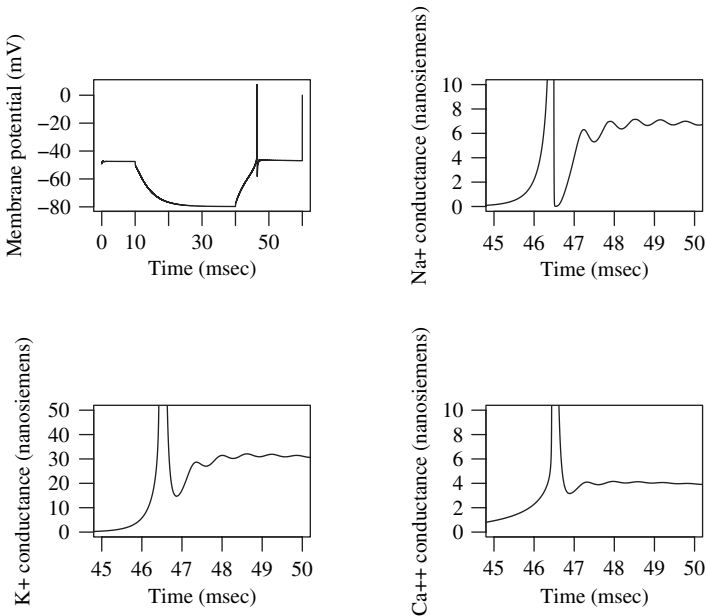 Membrane potential (mV)
0
−20
−40
−60
−80
0 10 30 50
Time (msec)
Na+ conductance (nanosiemens)
10
8
6
4
2
0
45 46 47 48 49 50
Time (msec)
K+ conductance (nanosiemens)
50
40
30
20
10
0
45 46 47 48 49 50
Time (msec)
Ca++ conductance (nanosiemens)
10
8
6
4
2
0
45 46 47 48 49 50
Time (msec)